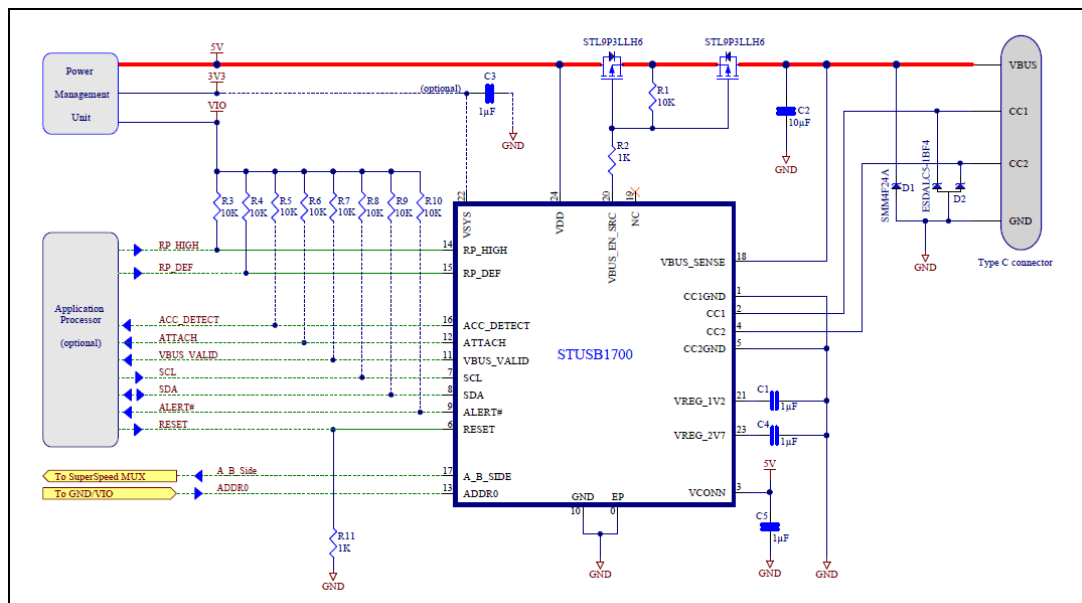 Power
Management
Unit
5V
3V3
VIO
(optional)
C3
1µF
GND
STL9P3LLH6
STL9P3LLH6
R1
10K
R2
1K
C2
10µF
GND
SMM4F24A
D1
ESDALC5-1BF4
D2
GND
VBUS
CC1
CC2
GND
Type C connector
R3
10K
R4
10K
R5
10K
R6
10K
R7
10K
R8
10K
R9
10K
R10
10K
22
VSYS
24
VDD
20
VBUS_EN_SRC
19
NC
Application
Processor
(optional)
RP_HIGH
14
RP_HIGH
RP_DEF
15
RP_DEF
ACC_DETECT
16
ACC_DETECT
ATTACH
12
ATTACH
VBUS_VALID
11
VBUS_VALID
SCL
7
SCL
SDA
8
SDA
ALERT#
9
ALERT#
RESET
6
RESET
To SuperSpeed MUX
A_B_Side
17
A_B_SIDE
To GND/VIO
ADDR0
13
ADDR0
STUSB1700
VBUS_SENSE
18
CC1GND
1
CC1
2
CC2
4
CC2GND
5
VREG_1V2
21
C1
1µF
VREG_2V7
23
C4
1µF
VCONN
3
5V
C5
1µF
GND
GND
GND
10
EP
0
GND
R11
1K
GND